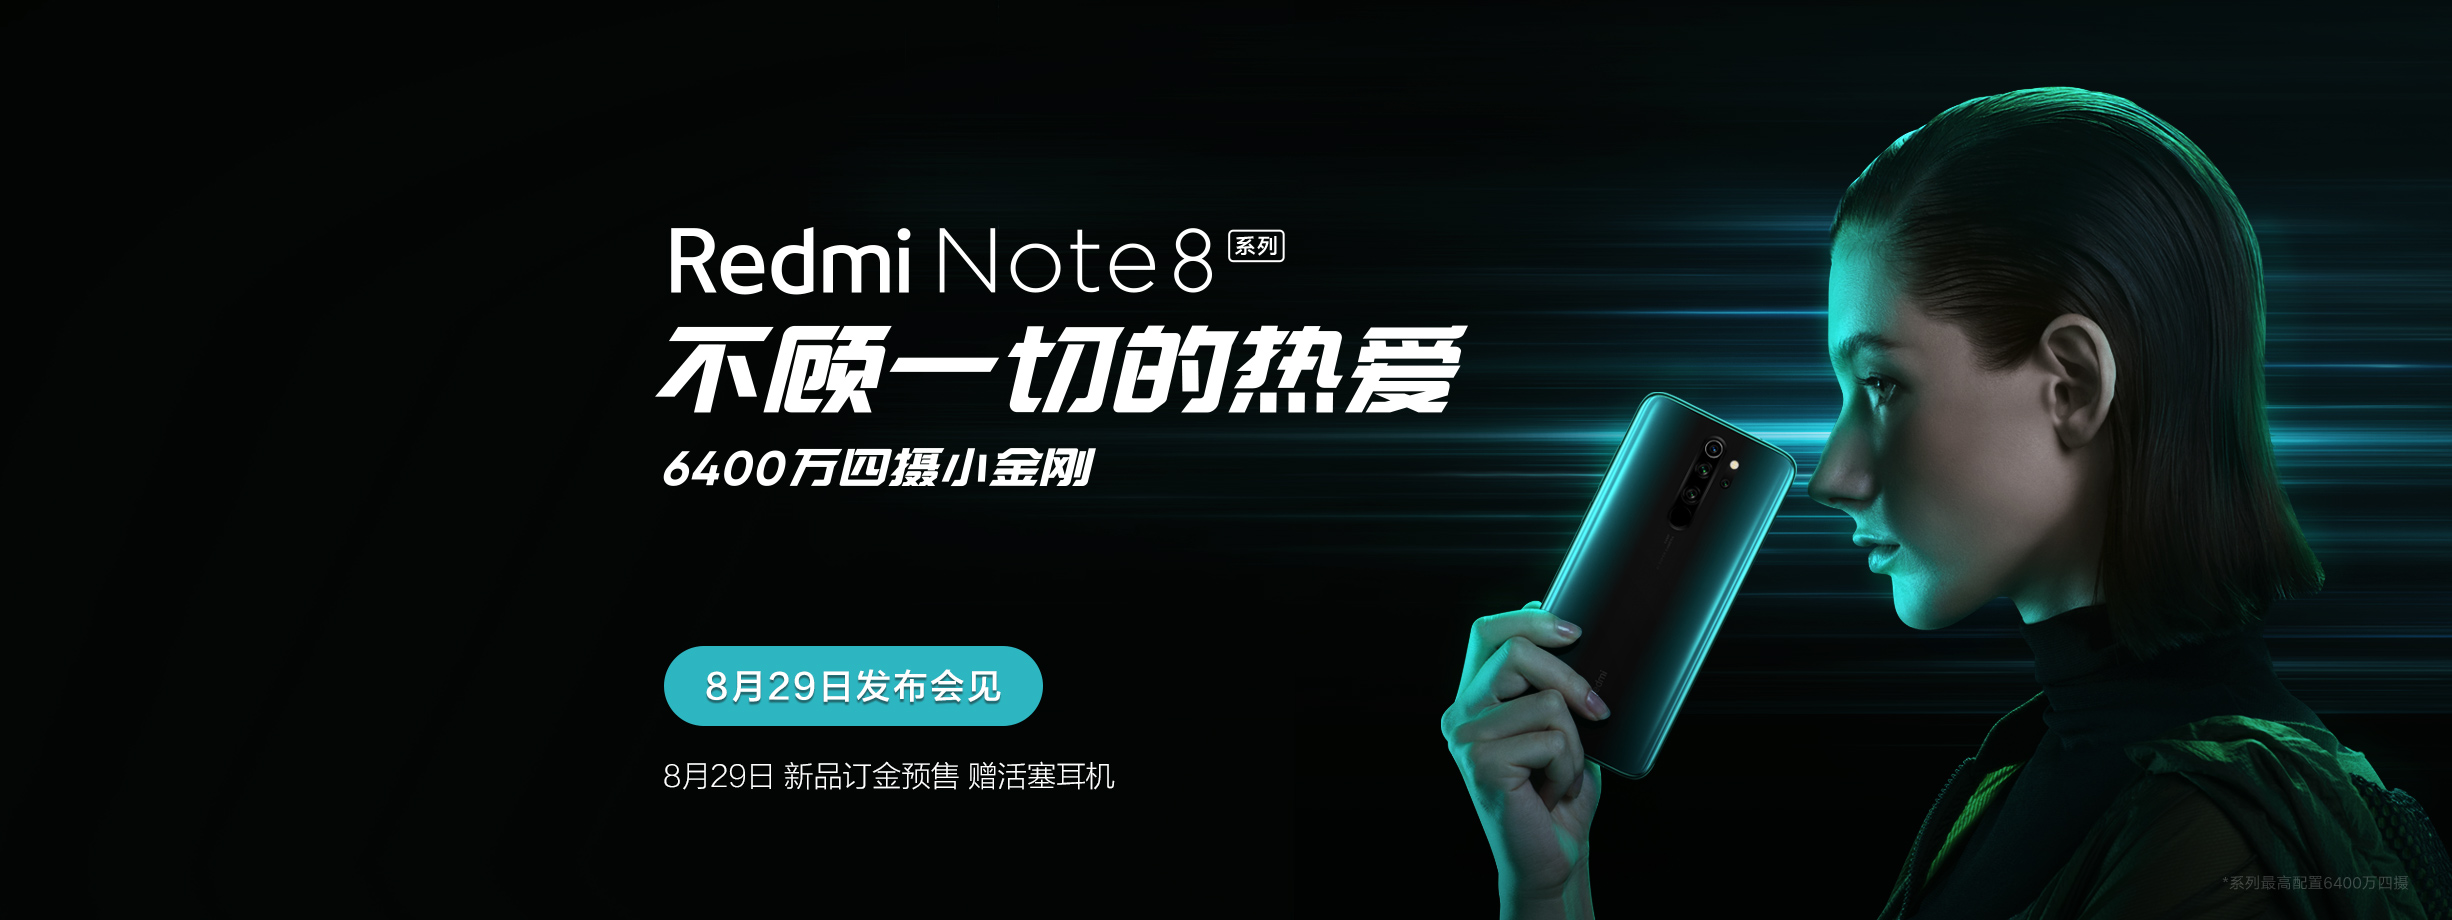 Redmi Note 8 系列
不顾一切的热爱
6400万四摄小金刚
8月29日发布会见
8月29日 新品订金预售 赠活塞耳机
*系列最高配置6400万四摄